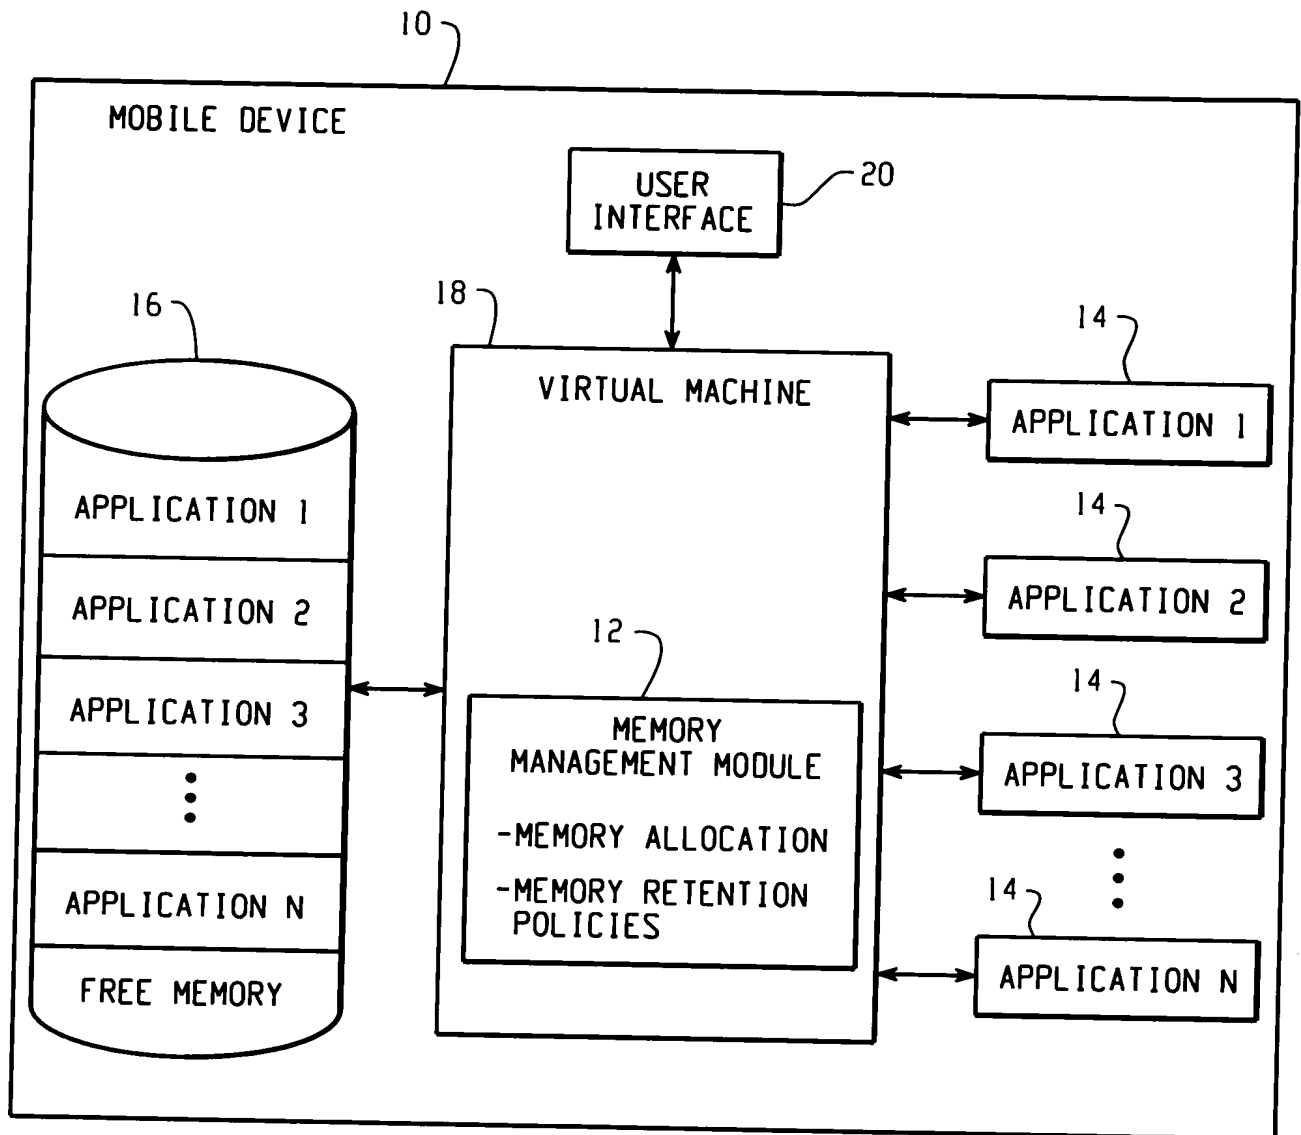 10
MOBILE DEVICE
USER
INTERFACE
20
16
18
14
VIRTUAL MACHINE
APPLICATION 1
APPLICATION 1
14
APPLICATION 2
APPLICATION 2
12
14
APPLICATION 3
MEMORY
MANAGEMENT MODULE
APPLICATION 3
-MEMORY ALLOCATION
-MEMORY RETENTION
POLICIES
14
APPLICATION N
APPLICATION N
FREE MEMORY